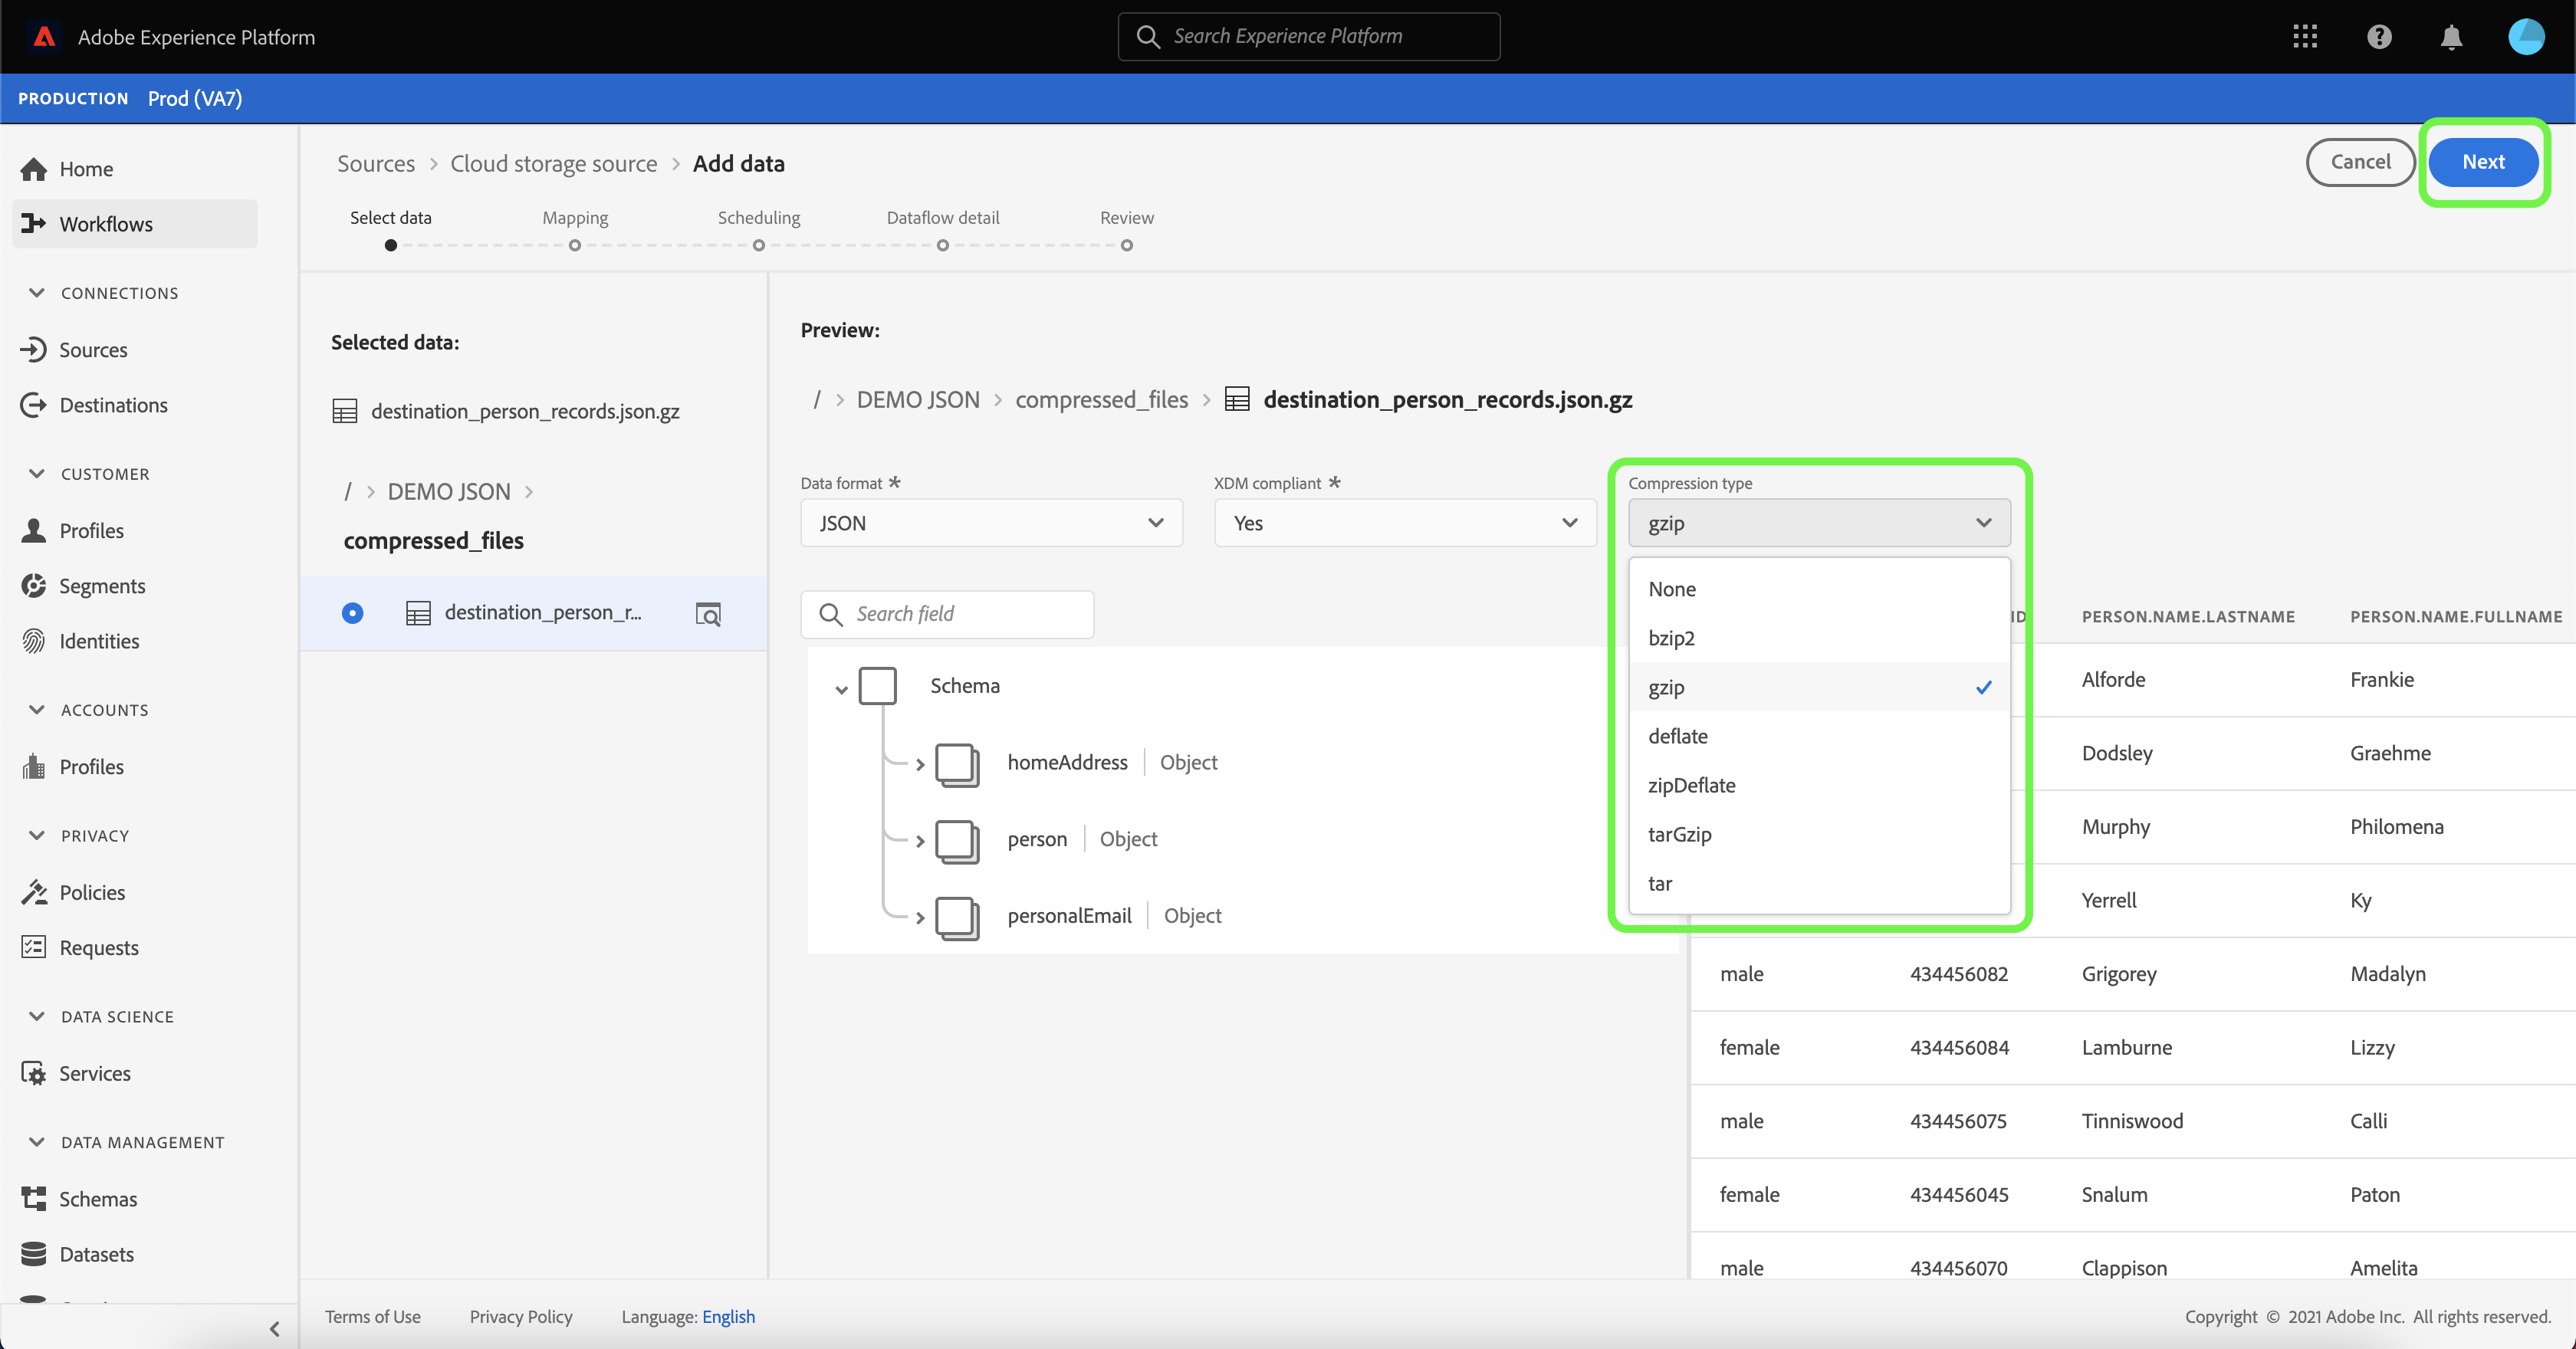 Adobe Experience Platform
Search Experience Platform
PRODUCTION Prod (VA7)
Home
Workflows
CONNECTIONS
Sources
Destinations
CUSTOMER
Profiles
Segments
Identities
ACCOUNTS
Profiles
PRIVACY
Policies
Requests
DATA SCIENCE
Services
DATA MANAGEMENT
Schemas
Datasets
Sources > Cloud storage source > Add data
Cancel
Next
Select data
Mapping
Scheduling
Dataflow detail
Review
Selected data:
destination_person_records.json.gz
/ > DEMO JSON >
compressed_files
destination_person_r...
Preview:
/ > DEMO JSON > compressed_files > destination_person_records.json.gz
Data format *
JSON
XDM compliant *
Yes
Compression type
gzip
None
bzip2
gzip
deflate
zipDeflate
tarGzip
tar
Search field
Schema
homeAddress Object
person Object
personalEmail Object
ID PERSON.NAME.LASTNAME PERSON.NAME.FULLNAME
Alforde Frankie
Dodsley Graehme
Murphy Philomena
Yerrell Ky
male 434456082 Grigorey Madalyn
female 434456084 Lamburne Lizzy
male 434456075 Tinniswood Calli
female 434456045 Snalum Paton
male 434456070 Clappison Amelita
Terms of Use
Privacy Policy
Language: English
Copyright © 2021 Adobe Inc. All rights reserved.